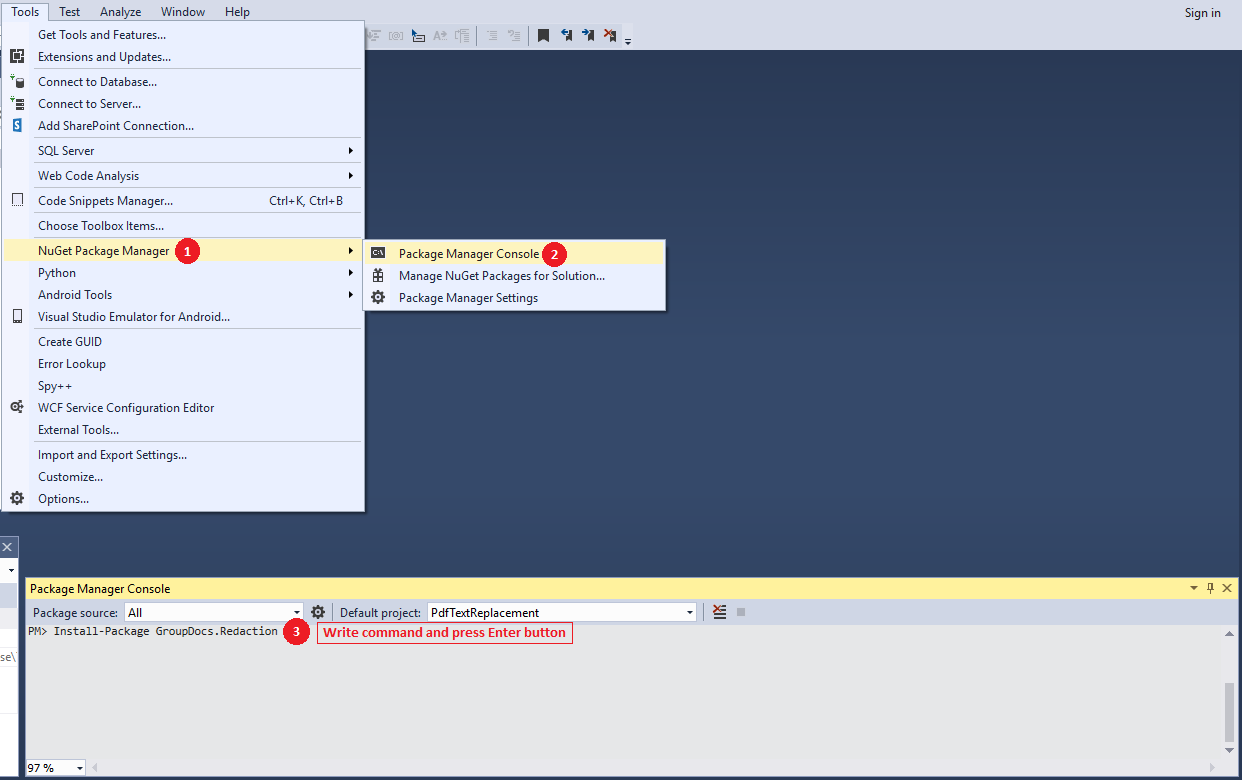 Tools Test Analyze Window Help
Sign in
Get Tools and Features...
Extensions and Updates...
Connect to Database...
Connect to Server...
Add SharePoint Connection...
SQL Server
Web Code Analysis
Code Snippets Manager... Ctrl+K, Ctrl+B
Choose Toolbox Items...
NuGet Package Manager 1
Package Manager Console 2
Manage NuGet Packages for Solution...
Package Manager Settings
Python
Android Tools
Visual Studio Emulator for Android...
Create GUID
Error Lookup
Spy++
WCF Service Configuration Editor
External Tools...
Import and Export Settings...
Customize...
Options...
Package Manager Console
Package source: All Default project: PdfTextReplacement
PM> Install-Package GroupDocs.Redaction 3 Write command and press Enter button
se\
97 %